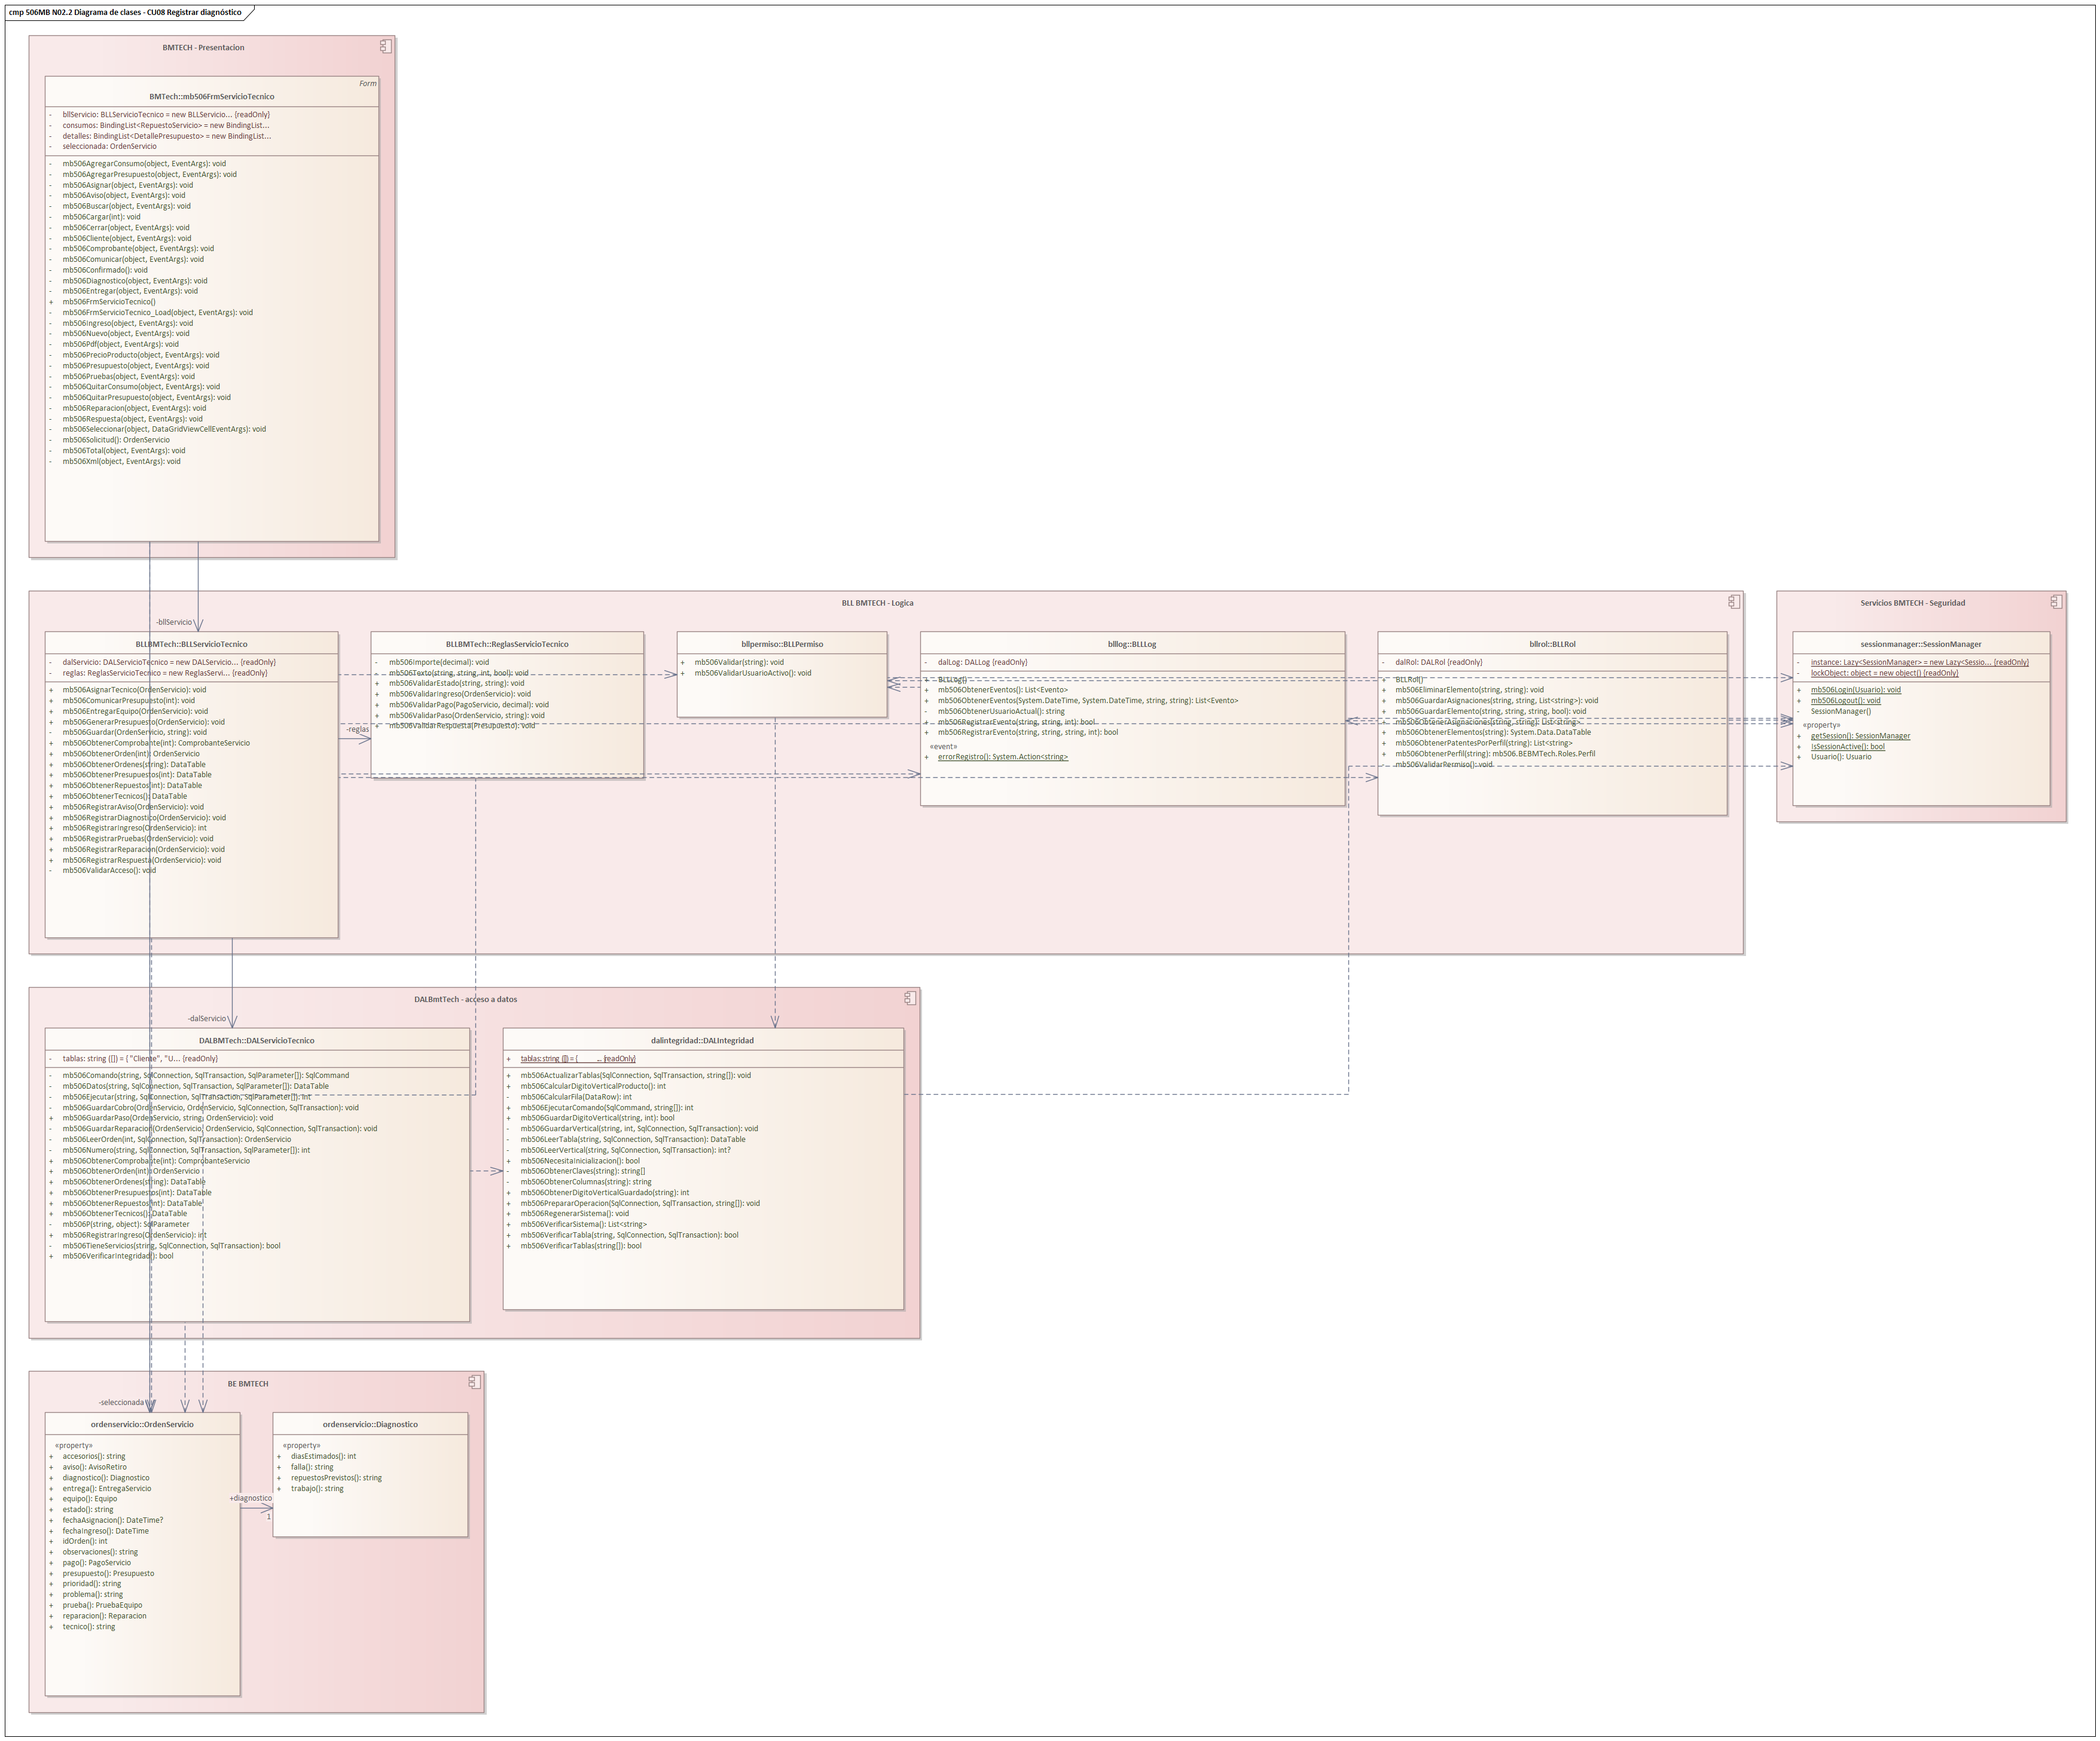 cmp 506MB N02.2 Diagrama de clases - CU08 Registrar diagnóstico
BMTECH - Presentacion
Form
BMTech::mb506FrmServicioTecnico
- bllServicio: BLLServicioTecnico = new BLLServicio... {readOnly}
- consumos: BindingList<RepuestoServicio> = new BindingList...
- detalles: BindingList<DetallePresupuesto> = new BindingList...
- seleccionada: OrdenServicio
- mb506AgregarConsumo(object, EventArgs): void
- mb506AgregarPresupuesto(object, EventArgs): void
- mb506Asignar(object, EventArgs): void
- mb506Aviso(object, EventArgs): void
- mb506Buscar(object, EventArgs): void
- mb506Cargar(int): void
- mb506Cerrar(object, EventArgs): void
- mb506Cliente(object, EventArgs): void
- mb506Comprobante(object, EventArgs): void
- mb506Comunicar(object, EventArgs): void
- mb506Confirmado(): void
- mb506Diagnostico(object, EventArgs): void
- mb506Entregar(object, EventArgs): void
+ mb506FrmServicioTecnico()
- mb506FrmServicioTecnico_Load(object, EventArgs): void
- mb506Ingreso(object, EventArgs): void
- mb506Nuevo(object, EventArgs): void
- mb506Pdf(object, EventArgs): void
- mb506PrecioProducto(object, EventArgs): void
- mb506Presupuesto(object, EventArgs): void
- mb506Pruebas(object, EventArgs): void
- mb506QuitarConsumo(object, EventArgs): void
- mb506QuitarPresupuesto(object, EventArgs): void
- mb506Reparacion(object, EventArgs): void
- mb506Respuesta(object, EventArgs): void
- mb506Seleccionar(object, DataGridViewCellEventArgs): void
- mb506Solicitud(): OrdenServicio
- mb506Total(object, EventArgs): void
- mb506Xml(object, EventArgs): void
-bllServicio
BLL BMTECH - Logica
BLLBMTech::BLLServicioTecnico
- dalServicio: DALServicioTecnico = new DALServicio... {readOnly}
- reglas: ReglasServicioTecnico = new ReglasServi... {readOnly}
+ mb506AsignarTecnico(OrdenServicio): void
+ mb506ComunicarPresupuesto(int): void
+ mb506EntregarEquipo(OrdenServicio): void
+ mb506GenerarPresupuesto(OrdenServicio): void
- mb506Guardar(OrdenServicio, string): void
+ mb506ObtenerComprobante(int): ComprobanteServicio
+ mb506ObtenerOrden(int): OrdenServicio
+ mb506ObtenerOrdenes(string): DataTable
+ mb506ObtenerPresupuestos(int): DataTable
+ mb506ObtenerRepuestos(int): DataTable
+ mb506ObtenerTecnicos(): DataTable
+ mb506RegistrarAviso(OrdenServicio): void
+ mb506RegistrarDiagnostico(OrdenServicio): void
+ mb506RegistrarIngreso(OrdenServicio): int
+ mb506RegistrarPruebas(OrdenServicio): void
+ mb506RegistrarReparacion(OrdenServicio): void
+ mb506RegistrarRespuesta(OrdenServicio): void
- mb506ValidarAcceso(): void
-reglas
BLLBMTech::ReglasServicioTecnico
- mb506Importe(decimal): void
- mb506Texto(string, string, int, bool): void
+ mb506ValidarEstado(string, string): void
+ mb506ValidarIngreso(OrdenServicio): void
+ mb506ValidarPago(PagoServicio, decimal): void
+ mb506ValidarPaso(OrdenServicio, string): void
+ mb506ValidarRespuesta(Presupuesto): void
bllpermiso::BLLPermiso
+ mb506Validar(string): void
+ mb506ValidarUsuarioActivo(): void
blllog::BLLLog
- dalLog: DALLog {readOnly}
+ BLLLog()
+ mb506ObtenerEventos(): List<Evento>
+ mb506ObtenerEventos(System.DateTime, System.DateTime, string, string): List<Evento>
- mb506ObtenerUsuarioActual(): string
+ mb506RegistrarEvento(string, string, int): bool
+ mb506RegistrarEvento(string, string, string, int): bool
«event»
+ errorRegistro(): System.Action<string>
bllrol::BLLRol
- dalRol: DALRol {readOnly}
+ BLLRol()
+ mb506EliminarElemento(string, string): void
+ mb506GuardarAsignaciones(string, string, List<string>): void
+ mb506GuardarElemento(string, string, string, bool): void
+ mb506ObtenerAsignaciones(string, string): List<string>
+ mb506ObtenerElementos(string): System.Data.DataTable
+ mb506ObtenerPatentesPorPerfil(string): List<string>
+ mb506ObtenerPerfil(string): mb506.BEBMTech.Roles.Perfil
- mb506ValidarPermiso(): void
Servicios BMTECH - Seguridad
sessionmanager::SessionManager
- instance: Lazy<SessionManager> = new Lazy<Sessio... {readOnly}
- lockObject: object = new object() {readOnly}
+ mb506Login(Usuario): void
+ mb506Logout(): void
- SessionManager()
«property»
+ getSession(): SessionManager
+ IsSessionActive(): bool
+ Usuario(): Usuario
DALBmtTech - acceso a datos
-dalServicio
DALBMTech::DALServicioTecnico
- tablas: string ([]) = { "Cliente", "U... {readOnly}
- mb506Comando(string, SqlConnection, SqlTransaction, SqlParameter[]): SqlCommand
- mb506Datos(string, SqlConnection, SqlTransaction, SqlParameter[]): DataTable
- mb506Ejecutar(string, SqlConnection, SqlTransaction, SqlParameter[]): int
- mb506GuardarCobro(OrdenServicio, OrdenServicio, SqlConnection, SqlTransaction): void
+ mb506GuardarPaso(OrdenServicio, string, OrdenServicio): void
- mb506GuardarReparacion(OrdenServicio, OrdenServicio, SqlConnection, SqlTransaction): void
- mb506LeerOrden(int, SqlConnection, SqlTransaction): OrdenServicio
- mb506Numero(string, SqlConnection, SqlTransaction, SqlParameter[]): int
+ mb506ObtenerComprobante(int): ComprobanteServicio
+ mb506ObtenerOrden(int): OrdenServicio
+ mb506ObtenerOrdenes(string): DataTable
+ mb506ObtenerPresupuestos(int): DataTable
+ mb506ObtenerRepuestos(int): DataTable
+ mb506ObtenerTecnicos(): DataTable
- mb506P(string, object): SqlParameter
+ mb506RegistrarIngreso(OrdenServicio): int
- mb506TieneServicios(string, SqlConnection, SqlTransaction): bool
+ mb506VerificarIntegridad(): bool
dalintegridad::DALIntegridad
+ tablas: string ([]) = { ... {readOnly}
+ mb506ActualizarTablas(SqlConnection, SqlTransaction, string[]): void
+ mb506CalcularDigitoVerticalProducto(): int
- mb506CalcularFila(DataRow): int
+ mb506EjecutarComando(SqlCommand, string[]): int
+ mb506GuardarDigitoVertical(string, int): bool
- mb506GuardarVertical(string, int, SqlConnection, SqlTransaction): void
- mb506LeerTabla(string, SqlConnection, SqlTransaction): DataTable
- mb506LeerVertical(string, SqlConnection, SqlTransaction): int?
+ mb506NecesitaInicializacion(): bool
- mb506ObtenerClaves(string): string[]
- mb506ObtenerColumnas(string): string
+ mb506ObtenerDigitoVerticalGuardado(string): int
+ mb506PrepararOperacion(SqlConnection, SqlTransaction, string[]): void
+ mb506RegenerarSistema(): void
+ mb506VerificarSistema(): List<string>
+ mb506VerificarTabla(string, SqlConnection, SqlTransaction): bool
+ mb506VerificarTablas(string[]): bool
BE BMTECH
-seleccionada
ordenservicio::OrdenServicio
«property»
+ accesorios(): string
+ aviso(): AvisoRetiro
+ diagnostico(): Diagnostico
+ entrega(): EntregaServicio
+ equipo(): Equipo
+ estado(): string
+ fechaAsignacion(): DateTime?
+ fechaIngreso(): DateTime
+ idOrden(): int
+ observaciones(): string
+ pago(): PagoServicio
+ presupuesto(): Presupuesto
+ prioridad(): string
+ problema(): string
+ prueba(): PruebaEquipo
+ reparacion(): Reparacion
+ tecnico(): string
+diagnostico
1
ordenservicio::Diagnostico
«property»
+ diasEstimados(): int
+ falla(): string
+ repuestosPrevistos(): string
+ trabajo(): string